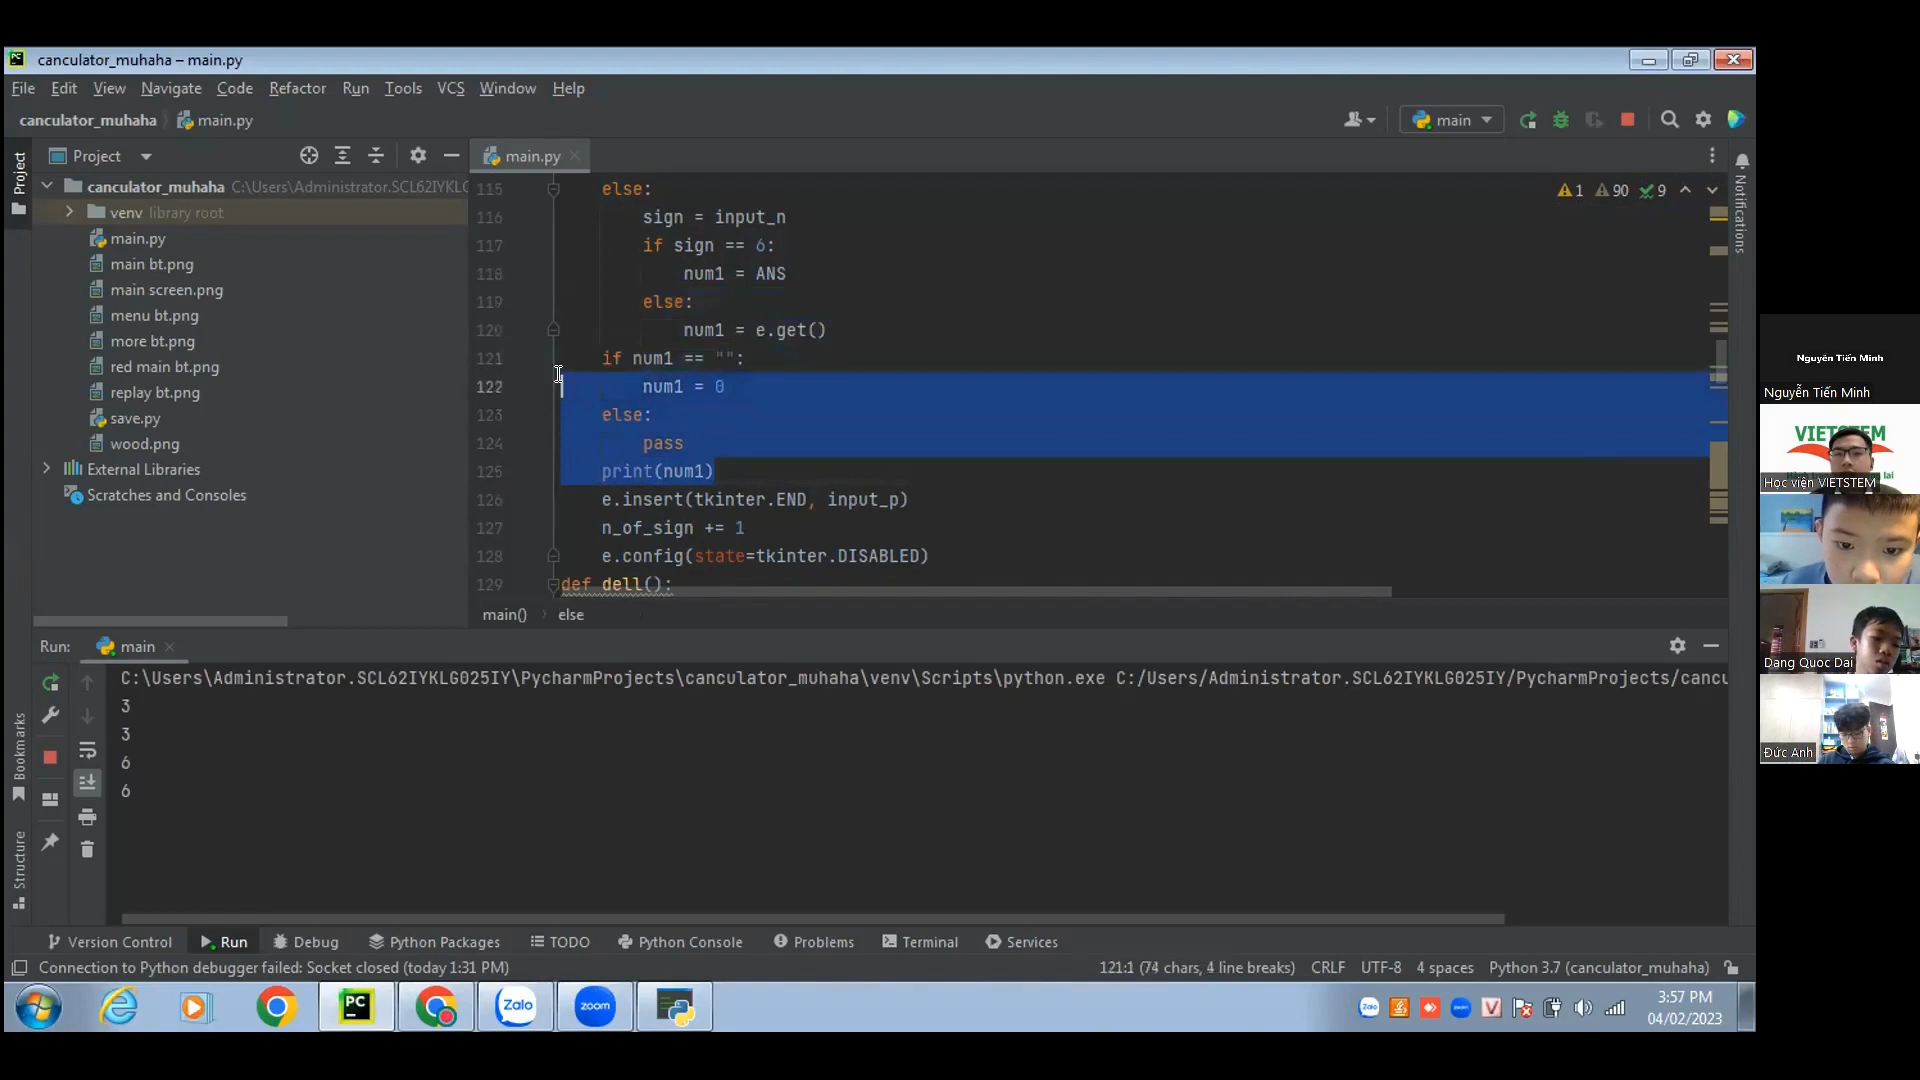 canculator_muhaha – main.py
File Edit View Navigate Code Refactor Run Tools VCS Window Help
canculator_muhaha main.py main
Project
main.py
canculator_muhaha C:\Users\Administrator.SCL62IYKLG
venv library root
main.py
main bt.png
main screen.png
menu bt.png
more bt.png
red main bt.png
replay bt.png
save.py
wood.png
External Libraries
Scratches and Consoles
Project
Bookmarks
Structure
Notifications
1 90 9
115 else:
116 sign = input_n
117 if sign == 6:
118 num1 = ANS
119 else:
120 num1 = e.get()
121 if num1 == "":
122 num1 = 0
123 else:
124 pass
125 print(num1)
126 e.insert(tkinter.END, input_p)
127 n_of_sign += 1
128 e.config(state=tkinter.DISABLED)
129 def dell():
main() else
Run: main
C:\Users\Administrator.SCL62IYKLG025IY\PycharmProjects\canculator_muhaha\venv\Scripts\python.exe C:/Users/Administrator.SCL62IYKLG025IY/PycharmProjects/cancu
3
3
6
6
Version Control Run Debug Python Packages TODO Python Console Problems Terminal Services
Connection to Python debugger failed: Socket closed (today 1:31 PM) 121:1 (74 chars, 4 line breaks) CRLF UTF-8 4 spaces Python 3.7 (canculator_muhaha)
PC Zalo zoom
3:57 PM
04/02/2023
Nguyễn Tiến Minh
Nguyễn Tiến Minh
VIETSTEM
Học viện VIETSTEM
Dang Quoc Dai
Đức Anh